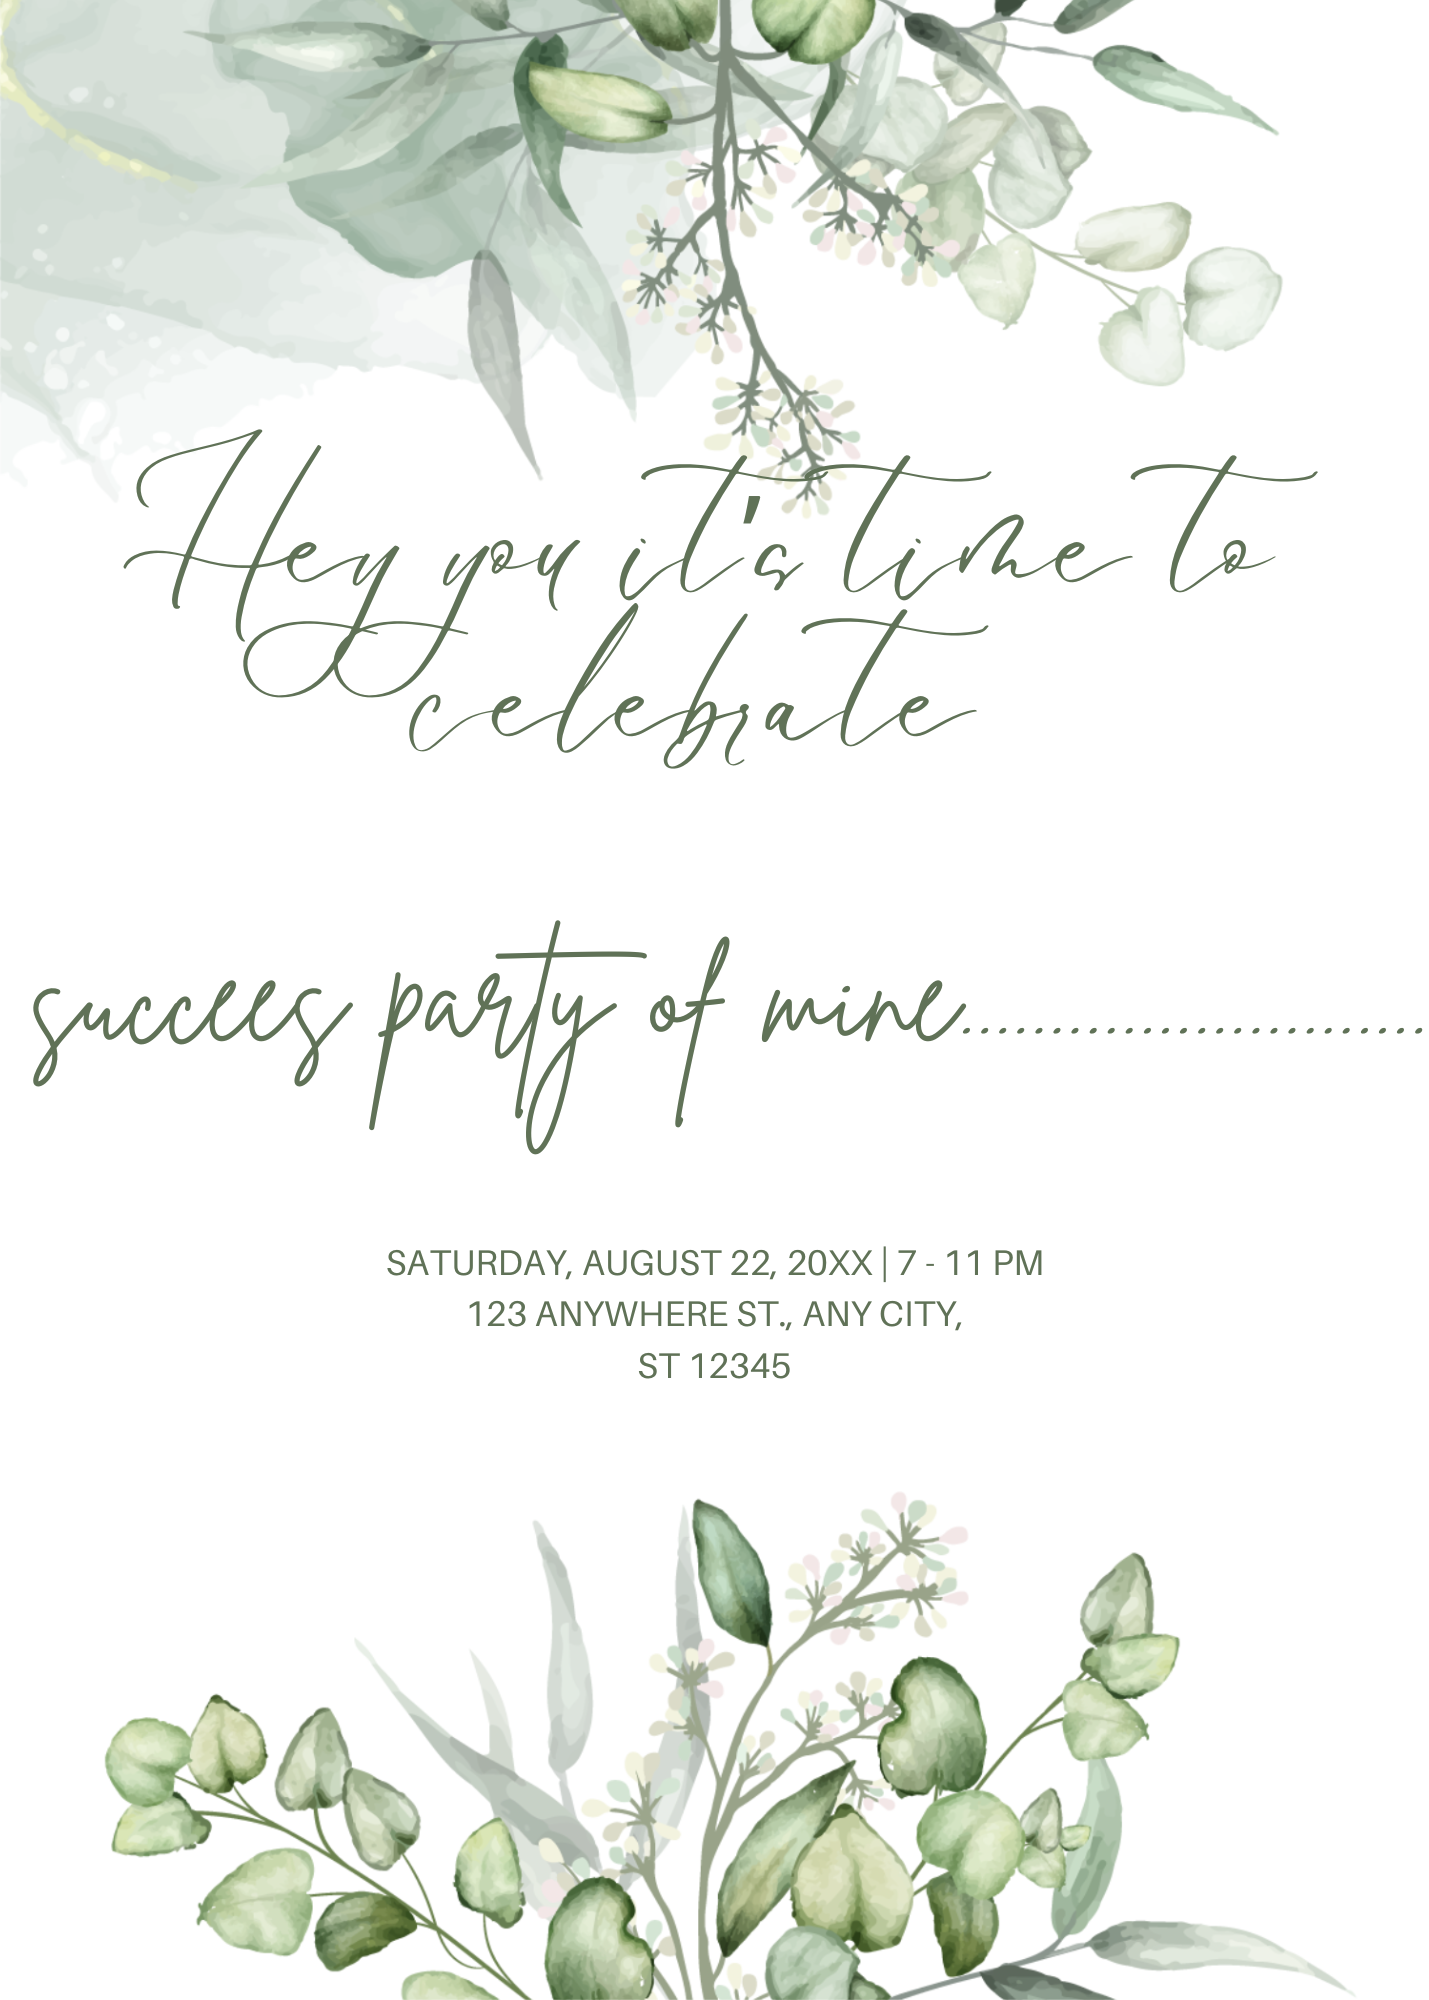 Hey you it's time to
celebrate
succees party of mine..........................
SATURDAY, AUGUST 22, 20XX | 7 - 11 PM
123 ANYWHERE ST., ANY CITY,
ST 12345